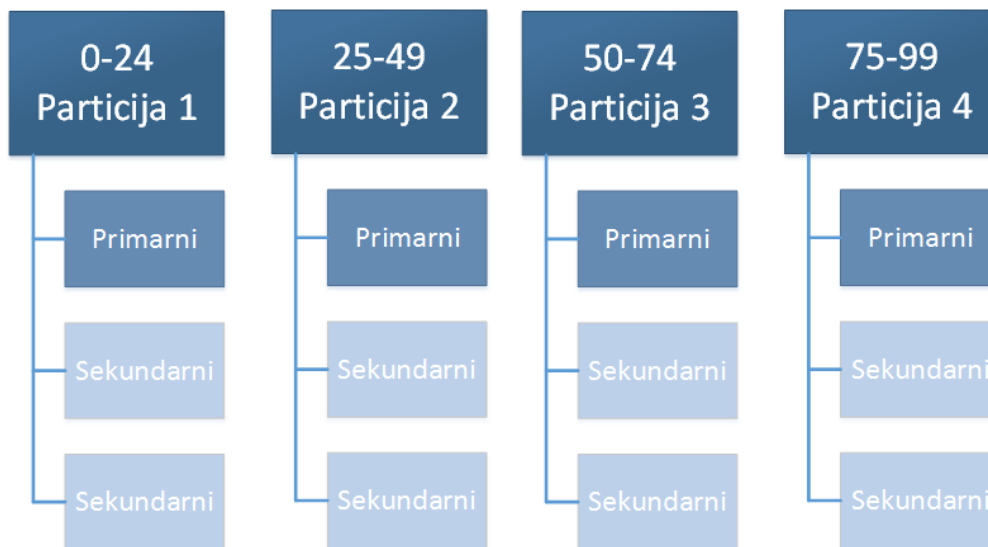 0-24
Particija 1
Primarni
Sekundarni
Sekundarni
25-49
Particija 2
Primarni
Sekundarni
Sekundarni
50-74
Particija 3
Primarni
Sekundarni
Sekundarni
75-99
Particija 4
Primarni
Sekundarni
Sekundarni